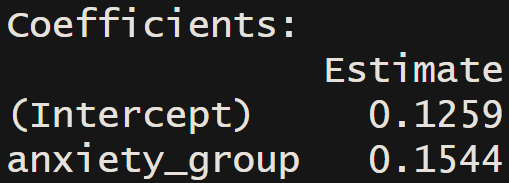 Coefficients:
Estimate
(Intercept) 0.1259
anxiety_group 0.1544